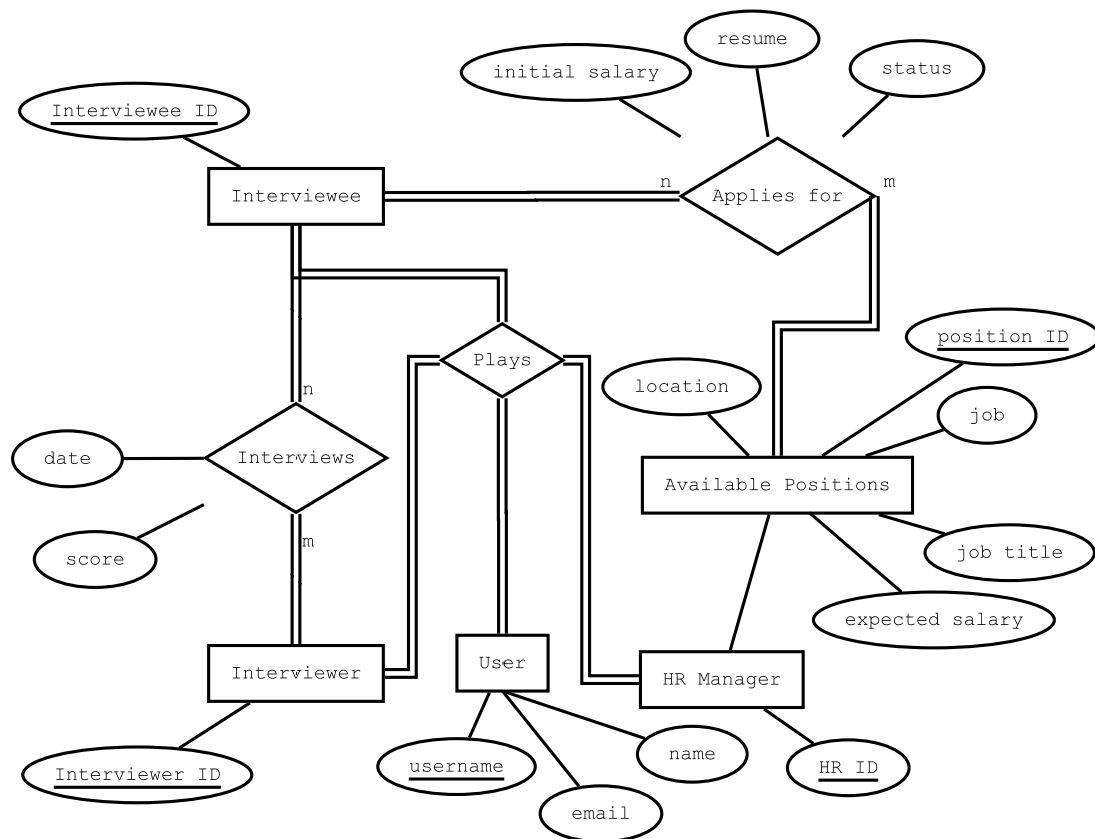 resume
initial salary
status
Interviewee ID
n
m
Interviewee
Applies for
position ID
Plays
location
n
job
date
Interviews
Available Positions
m
score
job title
expected salary
User
Interviewer
HR Manager
name
username
Interviewer ID
HR ID
email